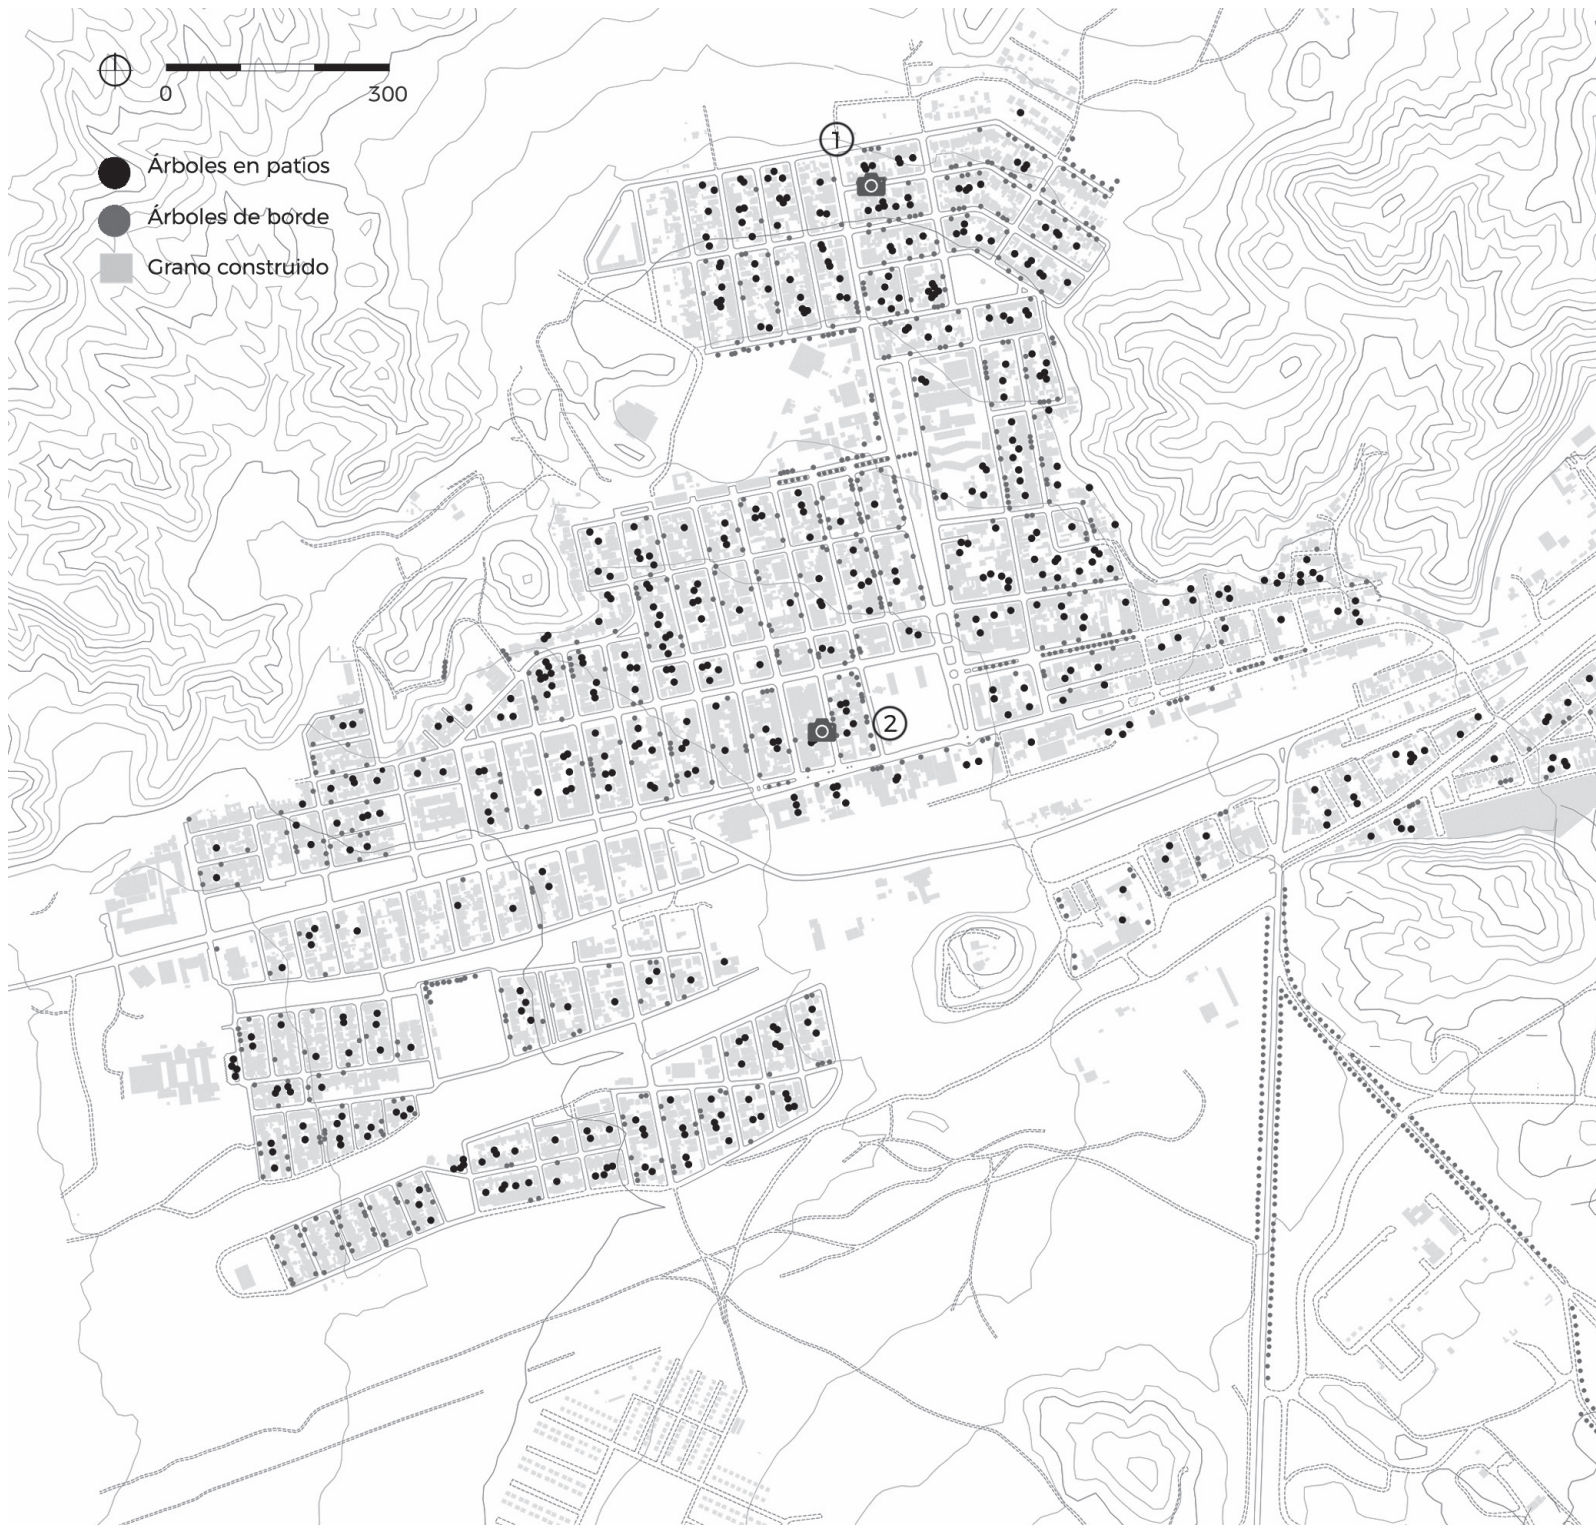 0 300
Árboles en patios
Árboles de borde
Grano construido
1
2